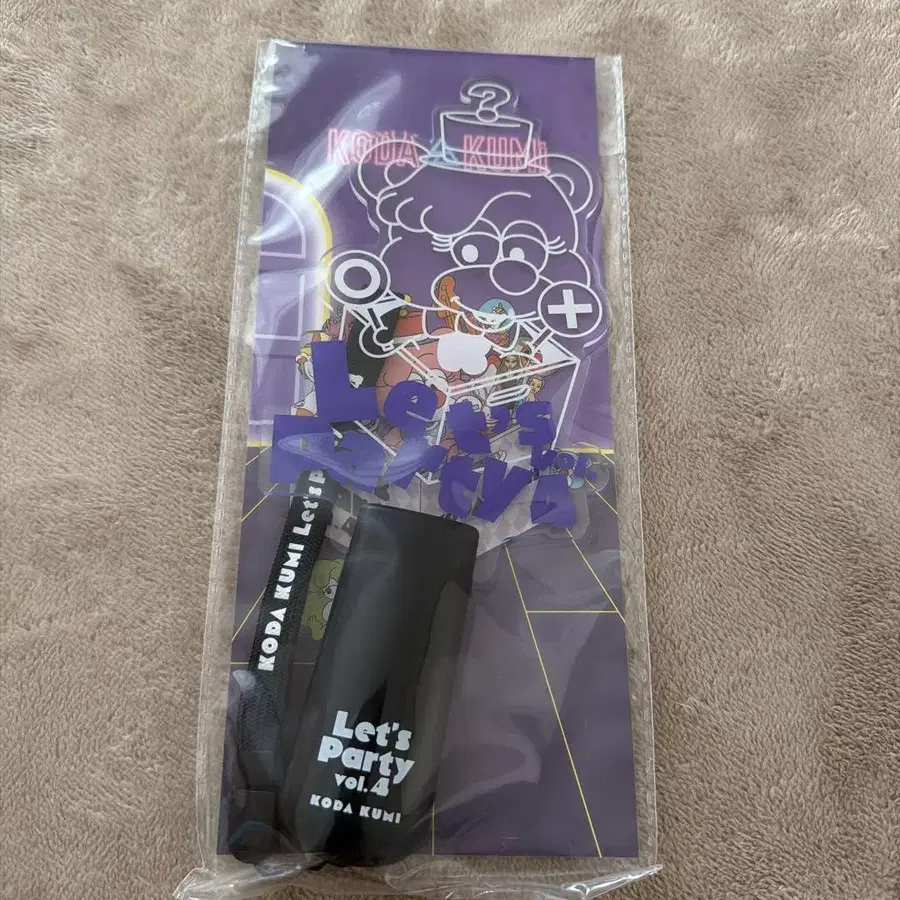 ?
KODA KUMI
Let's
Party
KODA KUMI Let's P
Let's
Party
vol.4
KODA KUMI